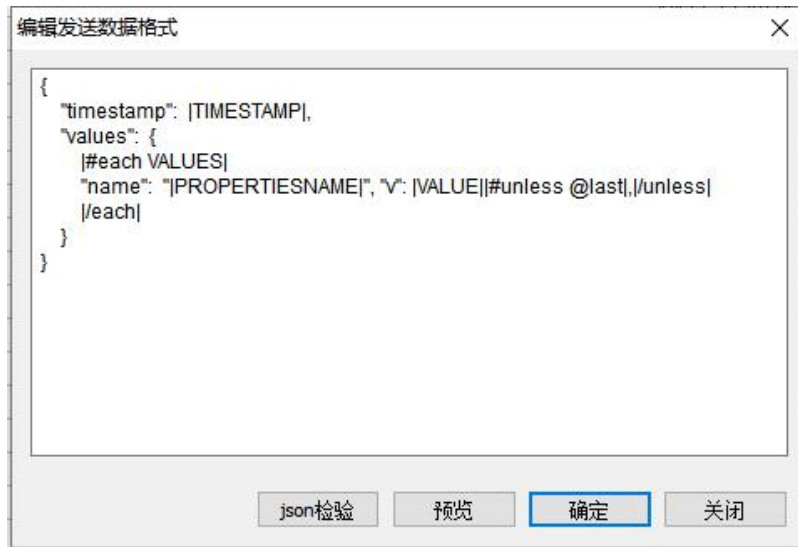 编辑发送数据格式
{
"timestamp": |TIMESTAMP|,
"values": {
|#each VALUES|
"name": "|PROPERTIESNAME|", "v": |VALUE||#unless @last|,|/unless|
|/each|
}
}
json检验 预览 确定 关闭